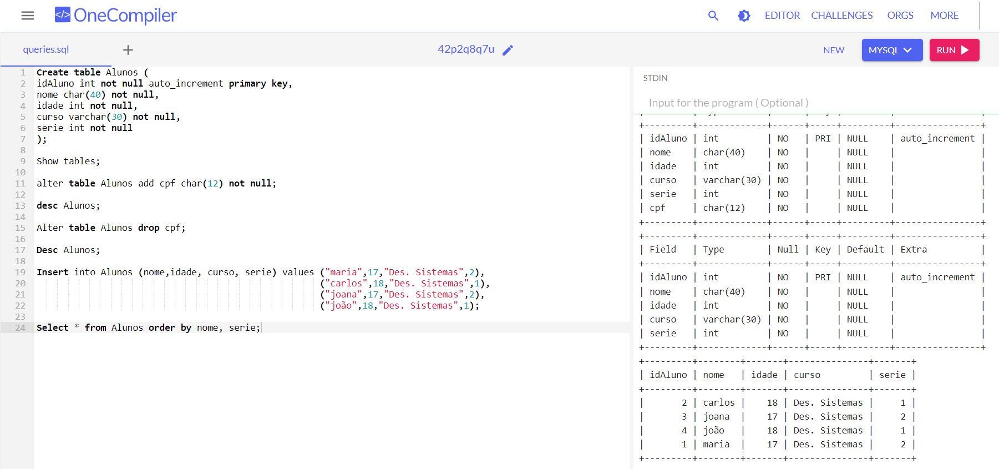 </> OneCompiler EDITOR CHALLENGES ORGS MORE
queries.sql + 42p2q8q7u NEW MYSQL RUN
1 Create table Alunos (
2 idAluno int not null auto_increment primary key,
3 nome char(40) not null,
4 idade int not null,
5 curso varchar(30) not null,
6 serie int not null
7 );
8
9 Show tables;
10
11 alter table Alunos add cpf char(12) not null;
12
13 desc Alunos;
14
15 Alter table Alunos drop cpf;
16
17 Desc Alunos;
18
19 Insert into Alunos (nome,idade, curso, serie) values ("maria",17,"Des. Sistemas",2),
20 ("carlos",18,"Des. Sistemas",1),
21 ("joana",17,"Des. Sistemas",2),
22 ("joão",18,"Des. Sistemas",1);
23
24 Select * from Alunos order by nome, serie;
STDIN
Input for the program ( Optional )
+---------+-------------+------+-----+---------+----------------+
| idAluno | int         | NO   | PRI | NULL    | auto_increment |
| nome    | char(40)    | NO   |     | NULL    |                |
| idade   | int         | NO   |     | NULL    |                |
| curso   | varchar(30) | NO   |     | NULL    |                |
| serie   | int         | NO   |     | NULL    |                |
| cpf     | char(12)    | NO   |     | NULL    |                |
+---------+-------------+------+-----+---------+----------------+
+---------+-------------+------+-----+---------+----------------+
| Field   | Type        | Null | Key | Default | Extra          |
+---------+-------------+------+-----+---------+----------------+
| idAluno | int         | NO   | PRI | NULL    | auto_increment |
| nome    | char(40)    | NO   |     | NULL    |                |
| idade   | int         | NO   |     | NULL    |                |
| curso   | varchar(30) | NO   |     | NULL    |                |
| serie   | int         | NO   |     | NULL    |                |
+---------+-------------+------+-----+---------+----------------+
+---------+--------+-------+---------------+-------+
| idAluno | nome   | idade | curso         | serie |
+---------+--------+-------+---------------+-------+
|       2 | carlos |    18 | Des. Sistemas |     1 |
|       3 | joana  |    17 | Des. Sistemas |     2 |
|       4 | joão   |    18 | Des. Sistemas |     1 |
|       1 | maria  |    17 | Des. Sistemas |     2 |
+---------+--------+-------+---------------+-------+